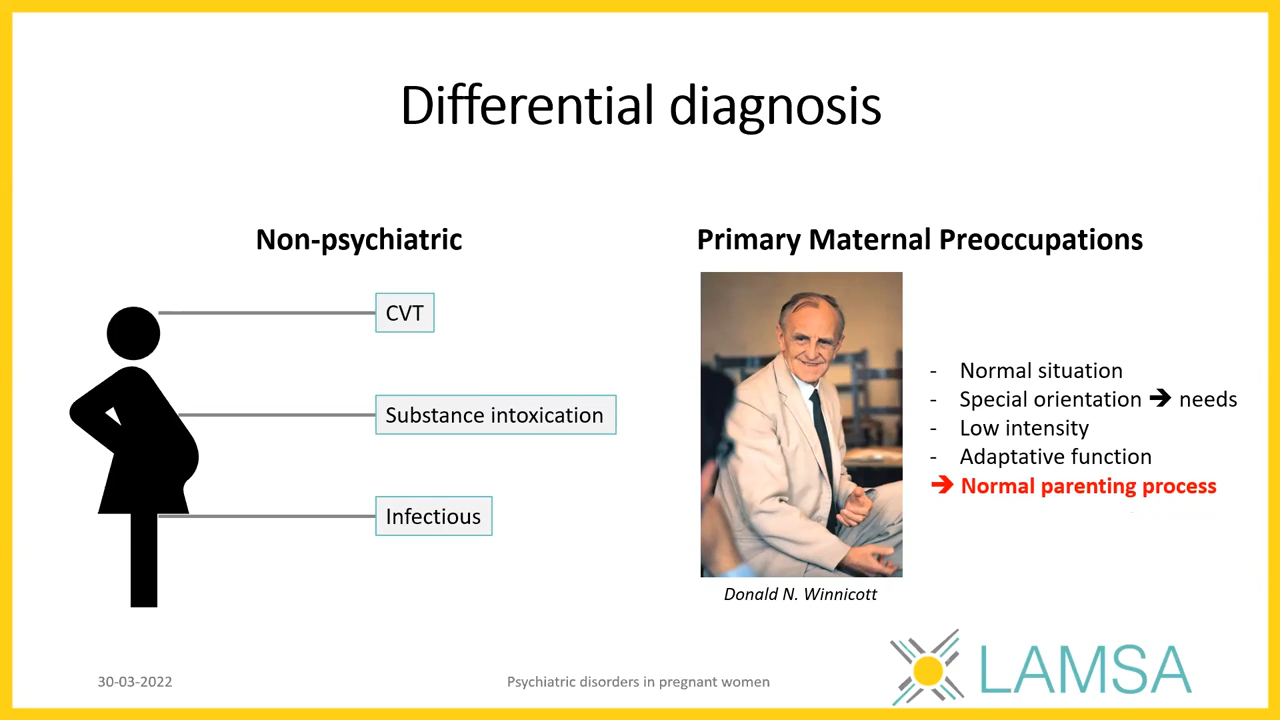 Differential diagnosis
Non-psychiatric
CVT
Substance intoxication
Infectious
Primary Maternal Preoccupations
- Normal situation
- Special orientation ➔ needs
- Low intensity
- Adaptative function
➔ Normal parenting process
Donald N. Winnicott
30-03-2022
Psychiatric disorders in pregnant women
LAMSA